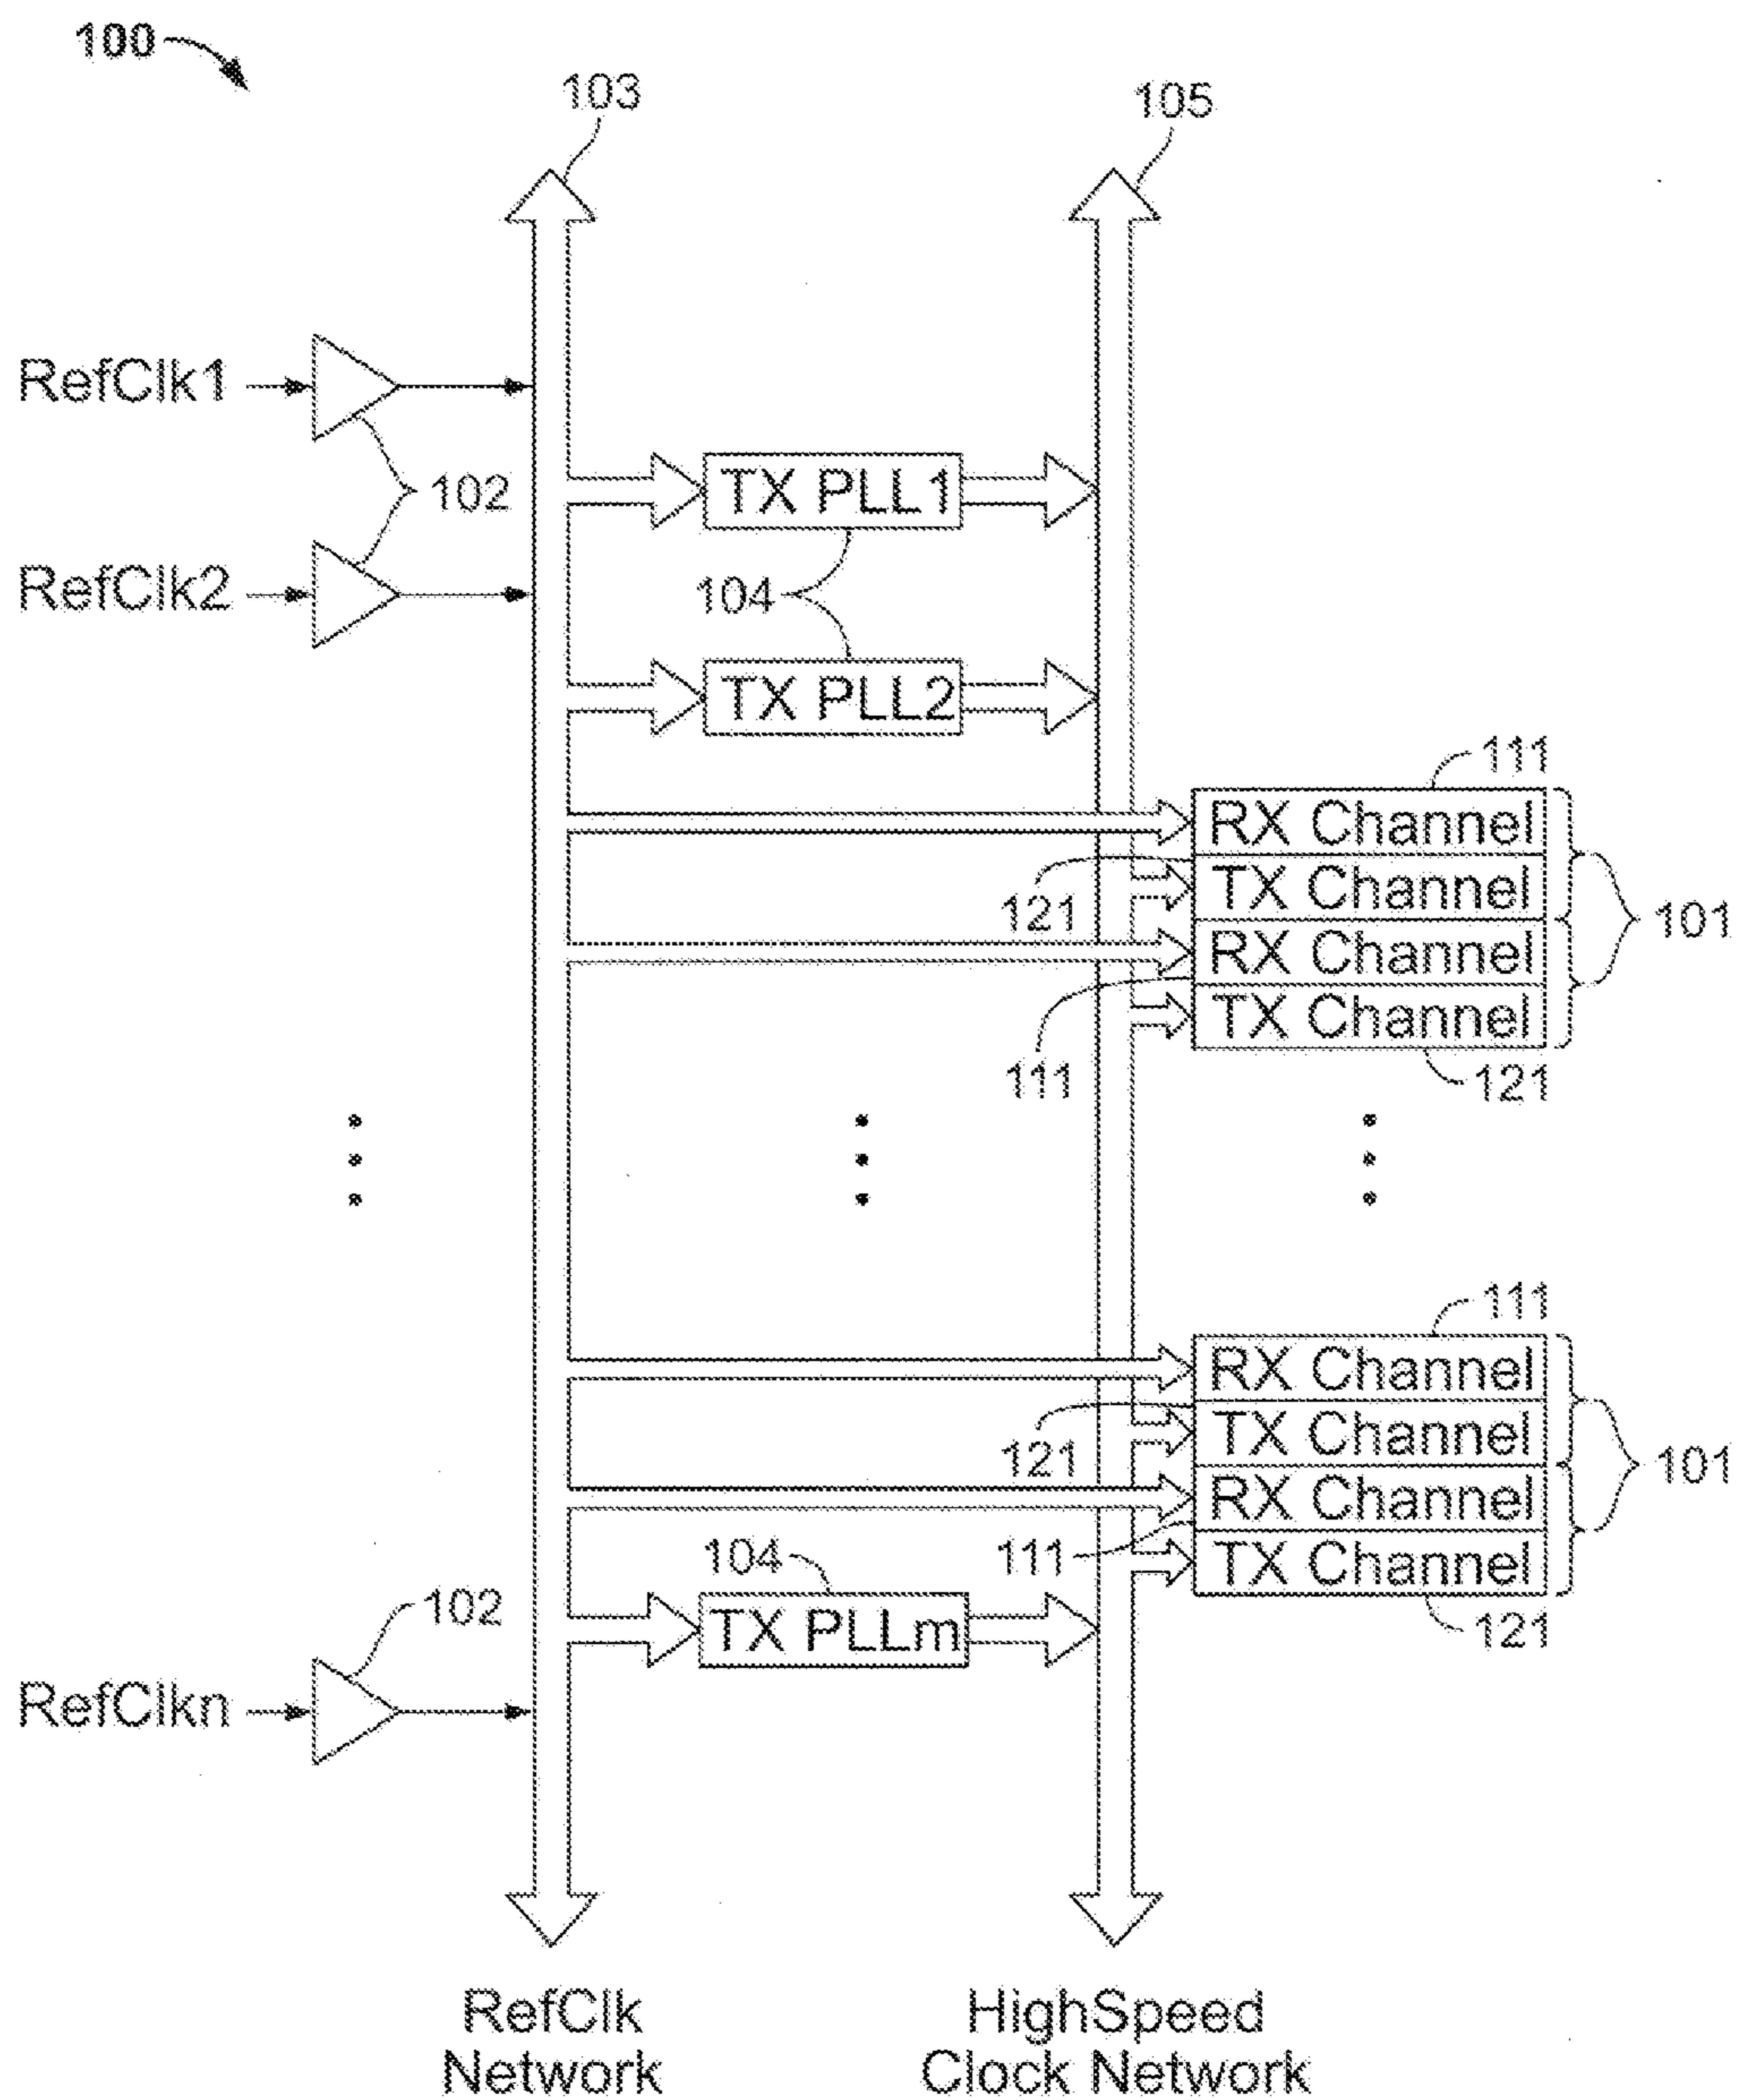 100
103
105
RefClk1
102
TX PLL1
RefClk2
104
TX PLL2
111
RX Channel
TX Channel
121
101
RX Channel
111
TX Channel
121
111
RX Channel
TX Channel
121
101
RX Channel
104
111
TX Channel
102
TX PLLm
121
RefClkn
RefClk
Network
HighSpeed
Clock Network